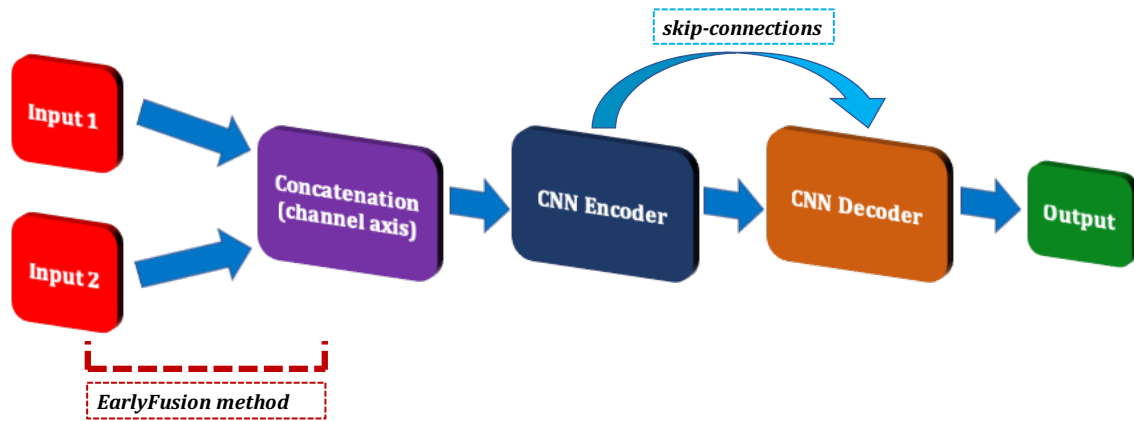 skip-connections
Input 1
Concatenation
(channel axis)
CNN Encoder
CNN Decoder
Output
Input 2
EarlyFusion method